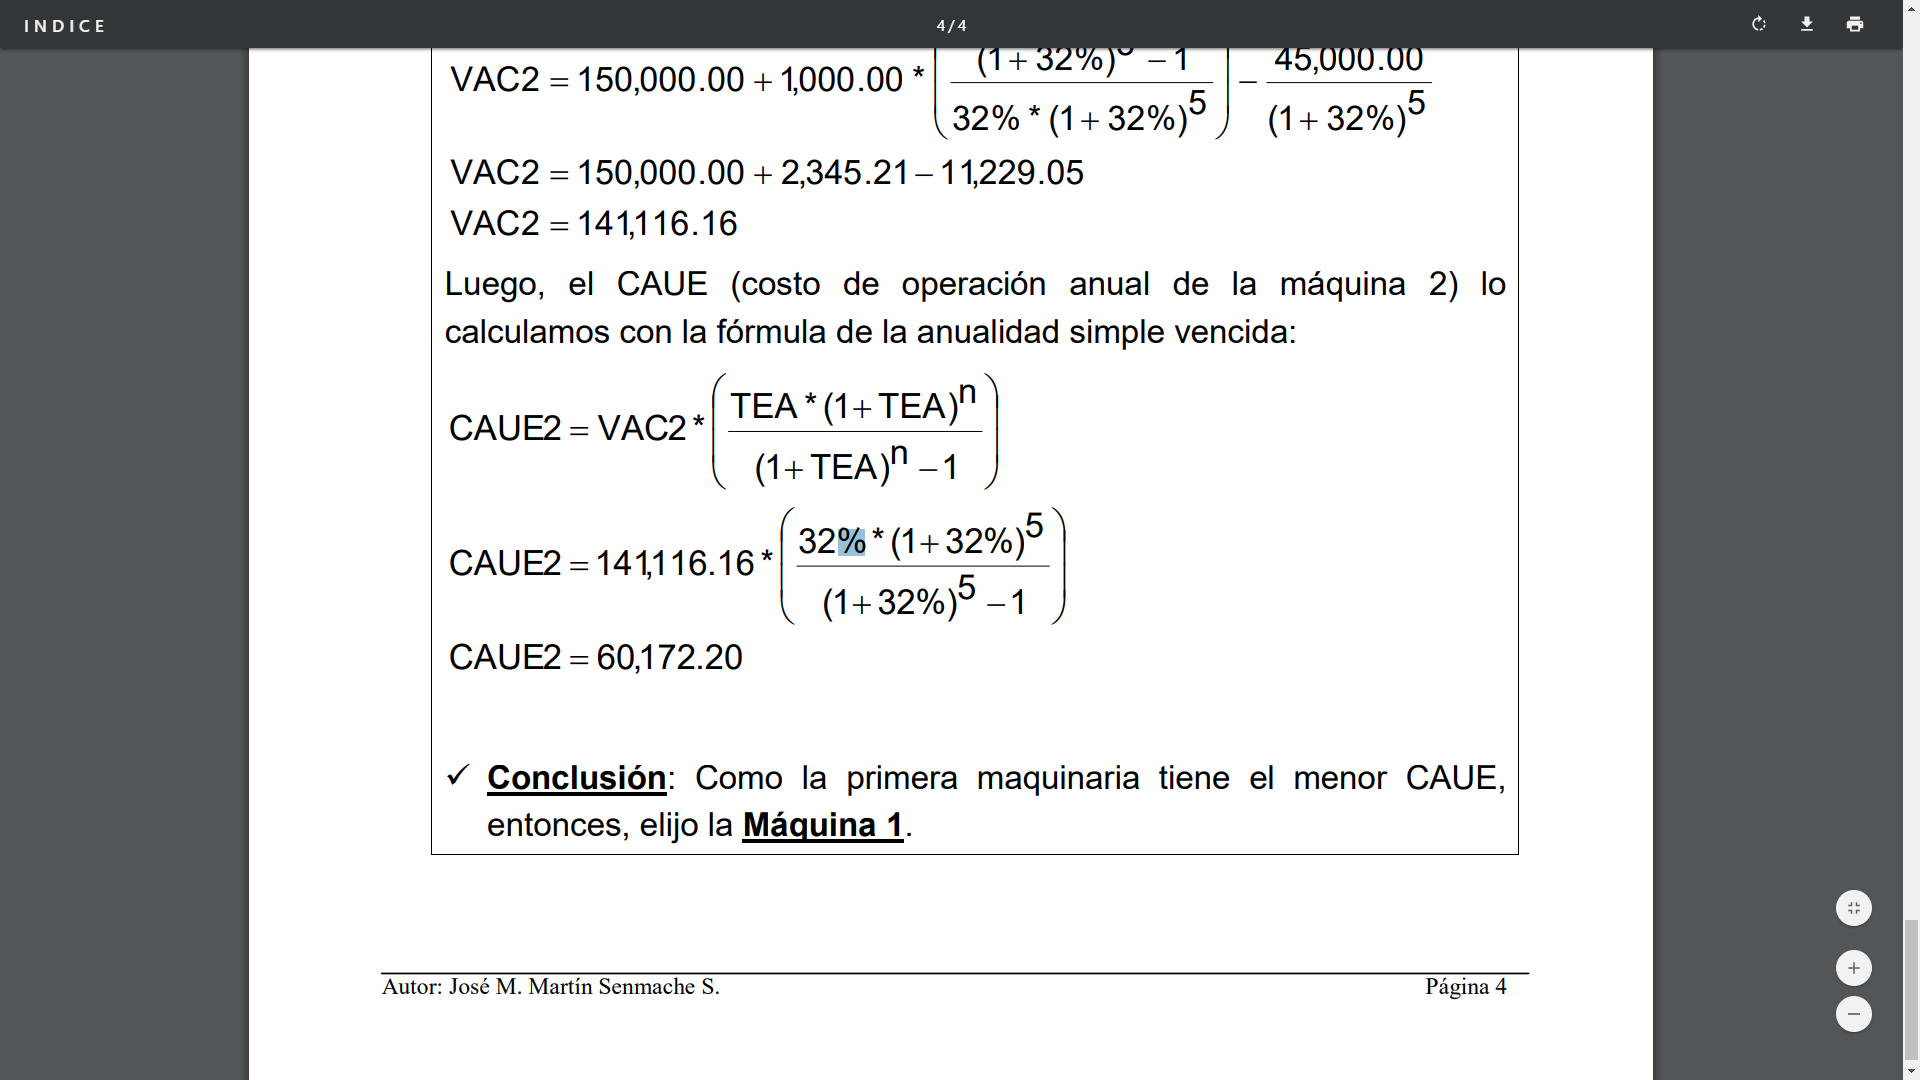 INDICE
4/4
VAC2 = 150,000.00 + 1,000.00 * ( (1 + 32%)^5 − 1 / 32% * (1 + 32%)^5 ) − 45,000.00 / (1 + 32%)^5
VAC2 = 150,000.00 + 2,345.21 − 11,229.05
VAC2 = 141,116.16
Luego, el CAUE (costo de operación anual de la máquina 2) lo
calculamos con la fórmula de la anualidad simple vencida:
CAUE2 = VAC2 * ( TEA * (1 + TEA)^n / (1 + TEA)^n − 1 )
CAUE2 = 141,116.16 * ( 32% * (1 + 32%)^5 / (1 + 32%)^5 − 1 )
CAUE2 = 60,172.20
✓ Conclusión: Como la primera maquinaria tiene el menor CAUE,
entonces, elijo la Máquina 1.
Autor: José M. Martín Senmache S.
Página 4